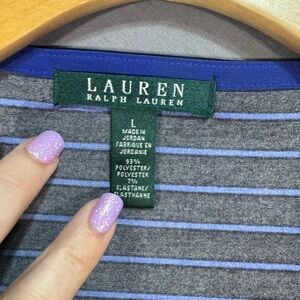 LAUREN
RALPH LAUREN
L
MADE IN
JORDAN
FABRIQUE EN
JORDANIE
93%
POLYESTER/
POLYESTER
7%
ELASTANE/
ELASTHANNE